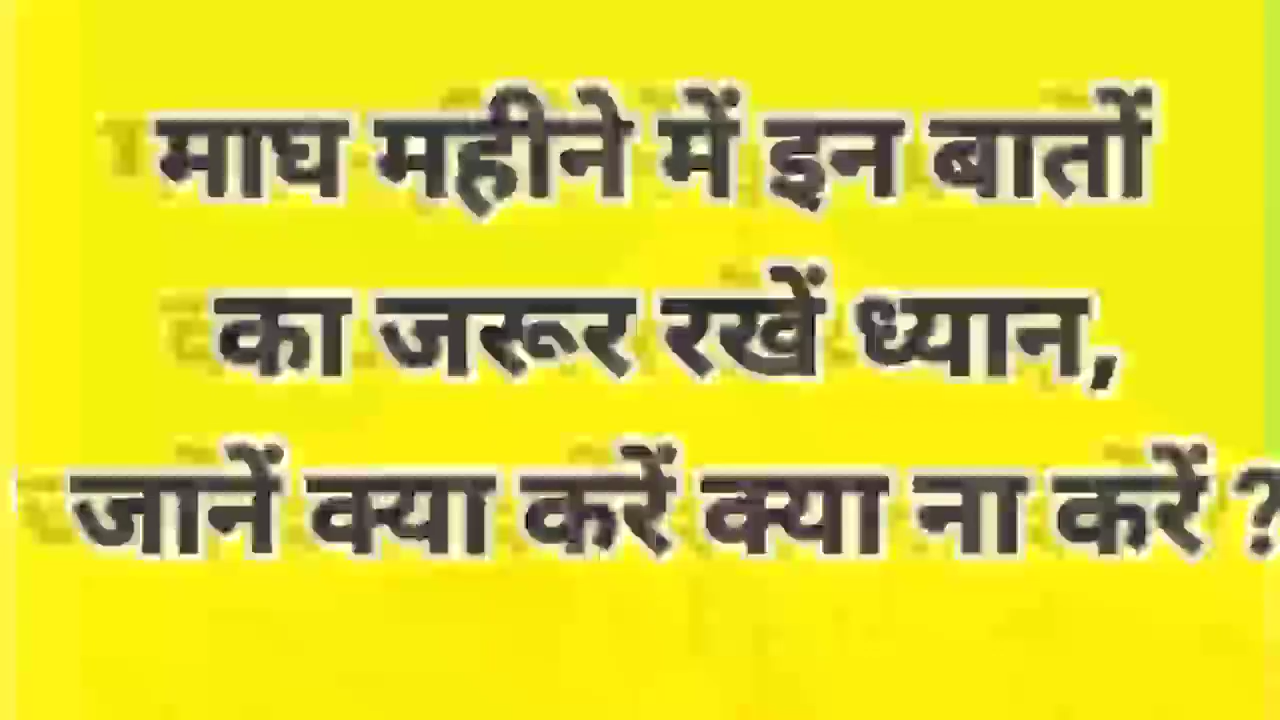 माघ महीने में इन बातों
का जरूर रखें ध्यान,
जानें क्या करें क्या ना करें ?